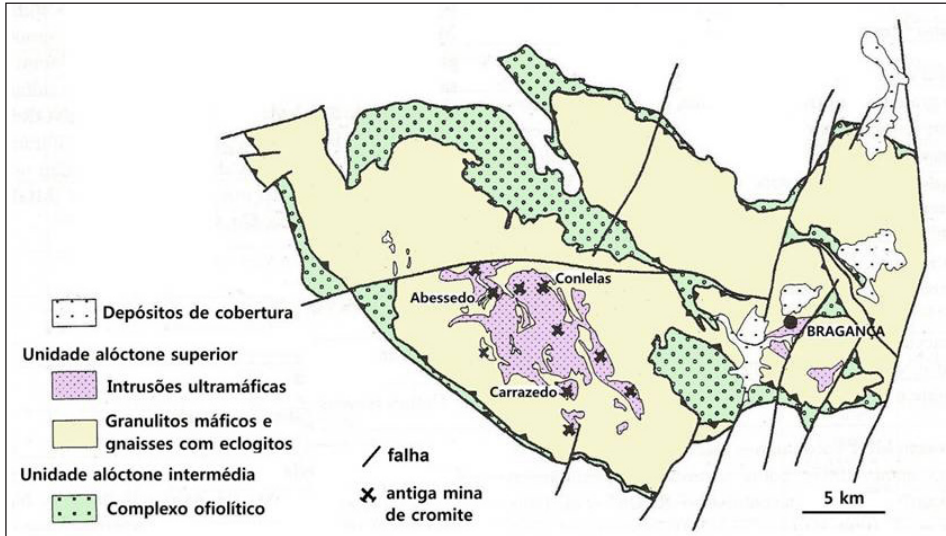 Conlelas
Abessedo
BRAGANÇA
Carrazedo
Depósitos de cobertura
Unidade alóctone superior
Intrusões ultramáficas
Granulitos máficos e
gnaisses com eclogitos
Unidade alóctone intermédia
Complexo ofiolítico
falha
antiga mina
de cromite
5 km